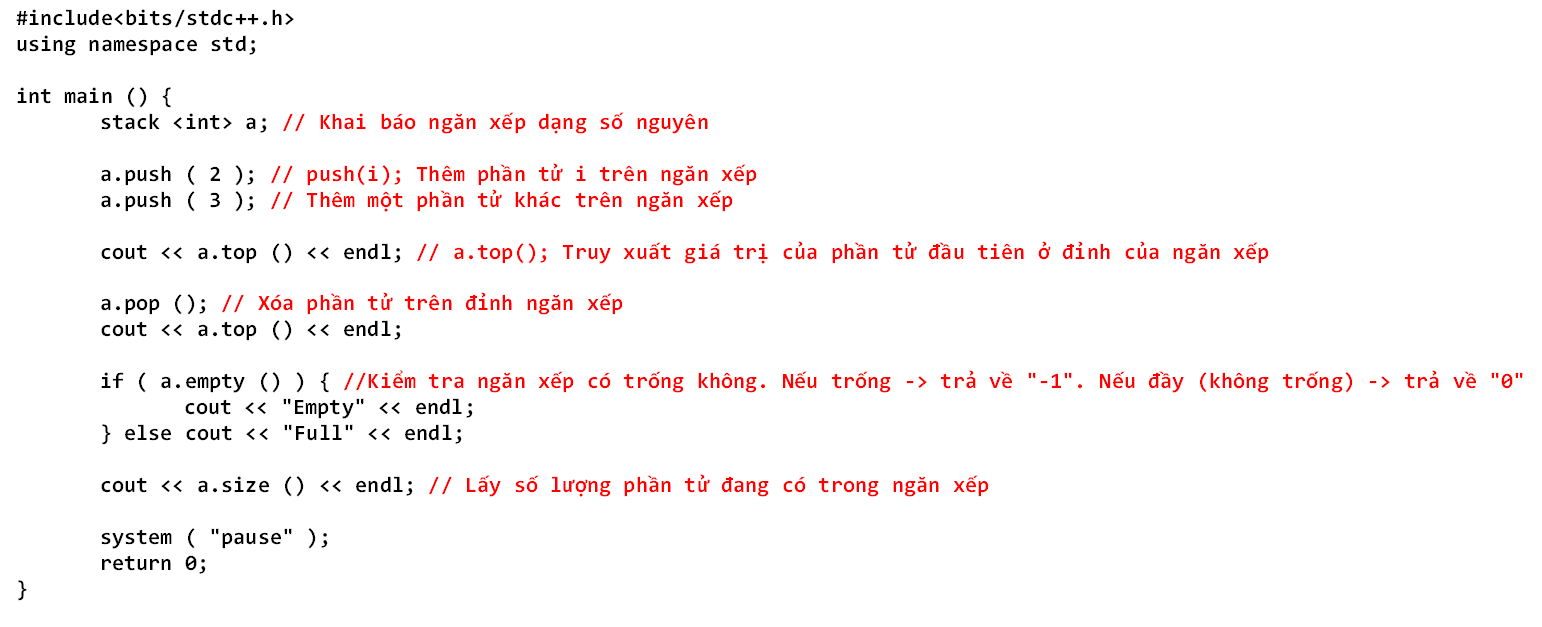 #include<bits/stdc++.h>
using namespace std;
int main () {
stack <int> a; // Khai báo ngăn xếp dạng số nguyên
a.push ( 2 ); // push(i); Thêm phần tử i trên ngăn xếp
a.push ( 3 ); // Thêm một phần tử khác trên ngăn xếp
cout << a.top () << endl; // a.top(); Truy xuất giá trị của phần tử đầu tiên ở đỉnh của ngăn xếp
a.pop (); // Xóa phần tử trên đỉnh ngăn xếp
cout << a.top () << endl;
if ( a.empty () ) { //Kiểm tra ngăn xếp có trống không. Nếu trống -> trả về "-1". Nếu đầy (không trống) -> trả về "0"
cout << "Empty" << endl;
} else cout << "Full" << endl;
cout << a.size () << endl; // Lấy số lượng phần tử đang có trong ngăn xếp
system ( "pause" );
return 0;
}